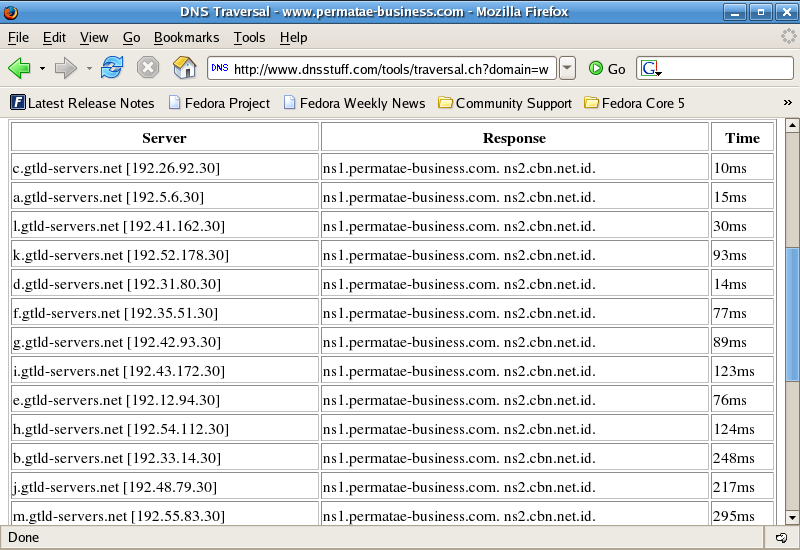 DNS Traversal - www.permatae-business.com - Mozilla Firefox
File Edit View Go Bookmarks Tools Help
DNS http://www.dnsstuff.com/tools/traversal.ch?domain=w Go G
Latest Release Notes Fedora Project Fedora Weekly News Community Support Fedora Core 5 »
Server Response Time
c.gtld-servers.net [192.26.92.30] ns1.permatae-business.com. ns2.cbn.net.id. 10ms
a.gtld-servers.net [192.5.6.30] ns1.permatae-business.com. ns2.cbn.net.id. 15ms
l.gtld-servers.net [192.41.162.30] ns1.permatae-business.com. ns2.cbn.net.id. 30ms
k.gtld-servers.net [192.52.178.30] ns1.permatae-business.com. ns2.cbn.net.id. 93ms
d.gtld-servers.net [192.31.80.30] ns1.permatae-business.com. ns2.cbn.net.id. 14ms
f.gtld-servers.net [192.35.51.30] ns1.permatae-business.com. ns2.cbn.net.id. 77ms
g.gtld-servers.net [192.42.93.30] ns1.permatae-business.com. ns2.cbn.net.id. 89ms
i.gtld-servers.net [192.43.172.30] ns1.permatae-business.com. ns2.cbn.net.id. 123ms
e.gtld-servers.net [192.12.94.30] ns1.permatae-business.com. ns2.cbn.net.id. 76ms
h.gtld-servers.net [192.54.112.30] ns1.permatae-business.com. ns2.cbn.net.id. 124ms
b.gtld-servers.net [192.33.14.30] ns1.permatae-business.com. ns2.cbn.net.id. 248ms
j.gtld-servers.net [192.48.79.30] ns1.permatae-business.com. ns2.cbn.net.id. 217ms
m.gtld-servers.net [192.55.83.30] ns1.permatae-business.com. ns2.cbn.net.id. 295ms
Done